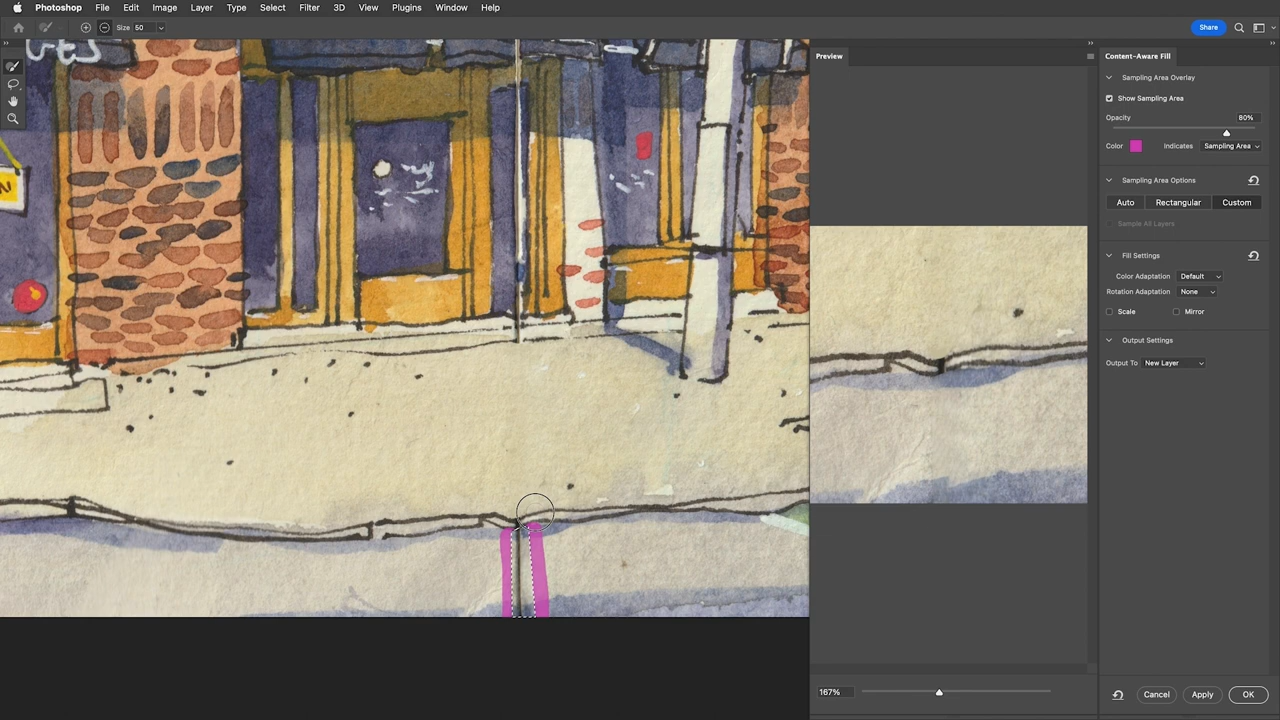 Photoshop File Edit Image Layer Type Select Filter 3D View Plugins Window Help
Size 50
Share
Preview
Content-Aware Fill
Sampling Area Overlay
Show Sampling Area
Opacity 80%
Color Indicates Sampling Area
Sampling Area Options
Auto Rectangular Custom
Sample All Layers
Fill Settings
Color Adaptation Default
Rotation Adaptation None
Scale Mirror
Output Settings
Output To New Layer
167%
Cancel Apply OK